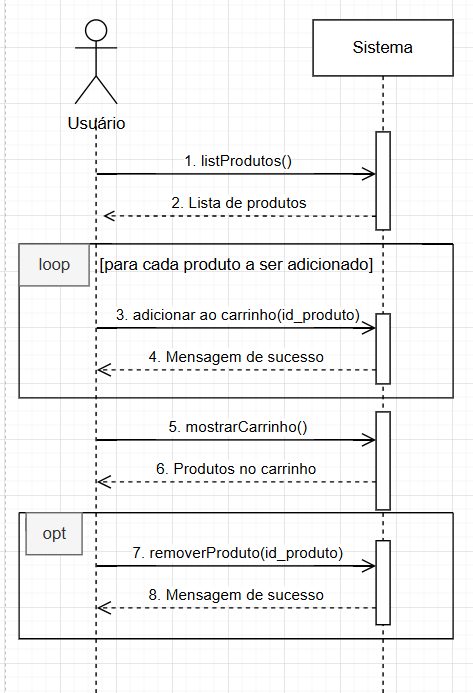 Sistema
Usuário
1. listProdutos()
2. Lista de produtos
loop
[para cada produto a ser adicionado]
3. adicionar ao carrinho(id_produto)
4. Mensagem de sucesso
5. mostrarCarrinho()
6. Produtos no carrinho
opt
7. removerProduto(id_produto)
8. Mensagem de sucesso